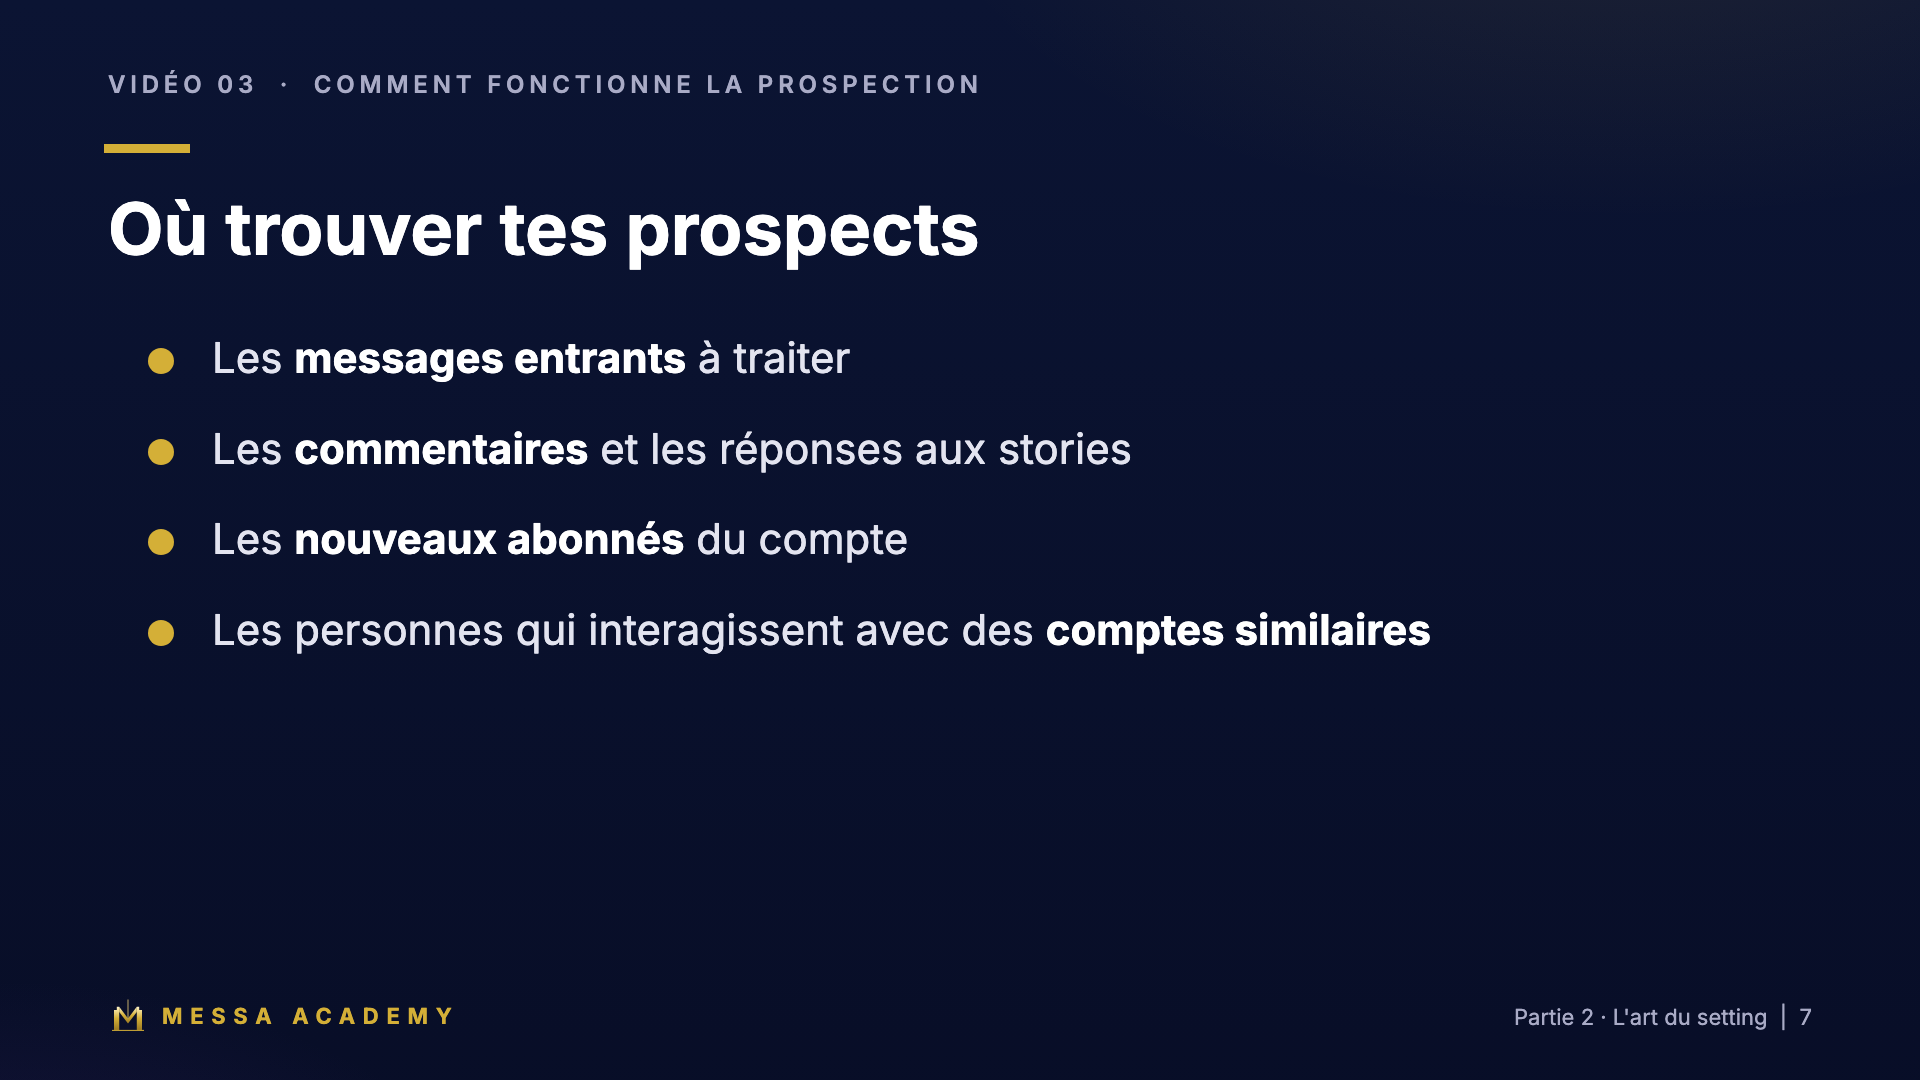 VIDÉO 03 · COMMENT FONCTIONNE LA PROSPECTION
Où trouver tes prospects
Les messages entrants à traiter
Les commentaires et les réponses aux stories
Les nouveaux abonnés du compte
Les personnes qui interagissent avec des comptes similaires
MESSA ACADEMY
Partie 2 · L'art du setting | 7